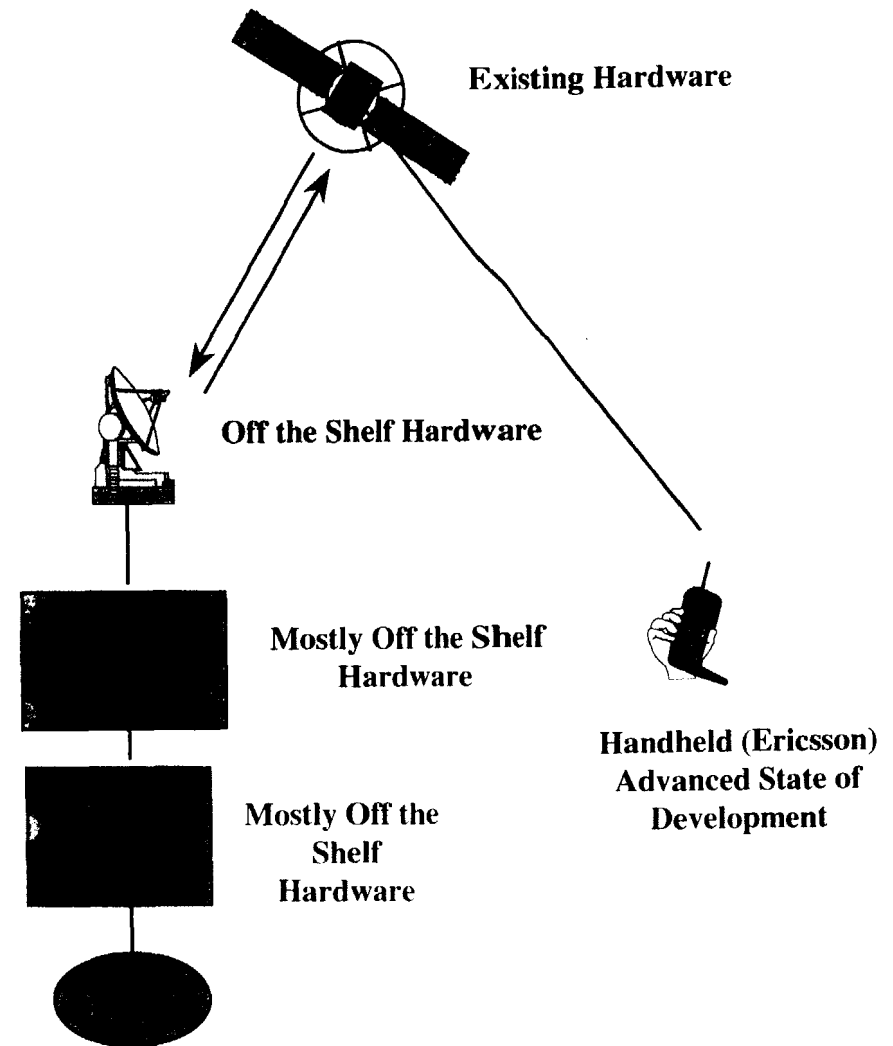 Existing Hardware
Off the Shelf Hardware
Mostly Off the Shelf
Hardware
Handheld (Ericsson)
Advanced State of
Development
Mostly Off the
Shelf
Hardware